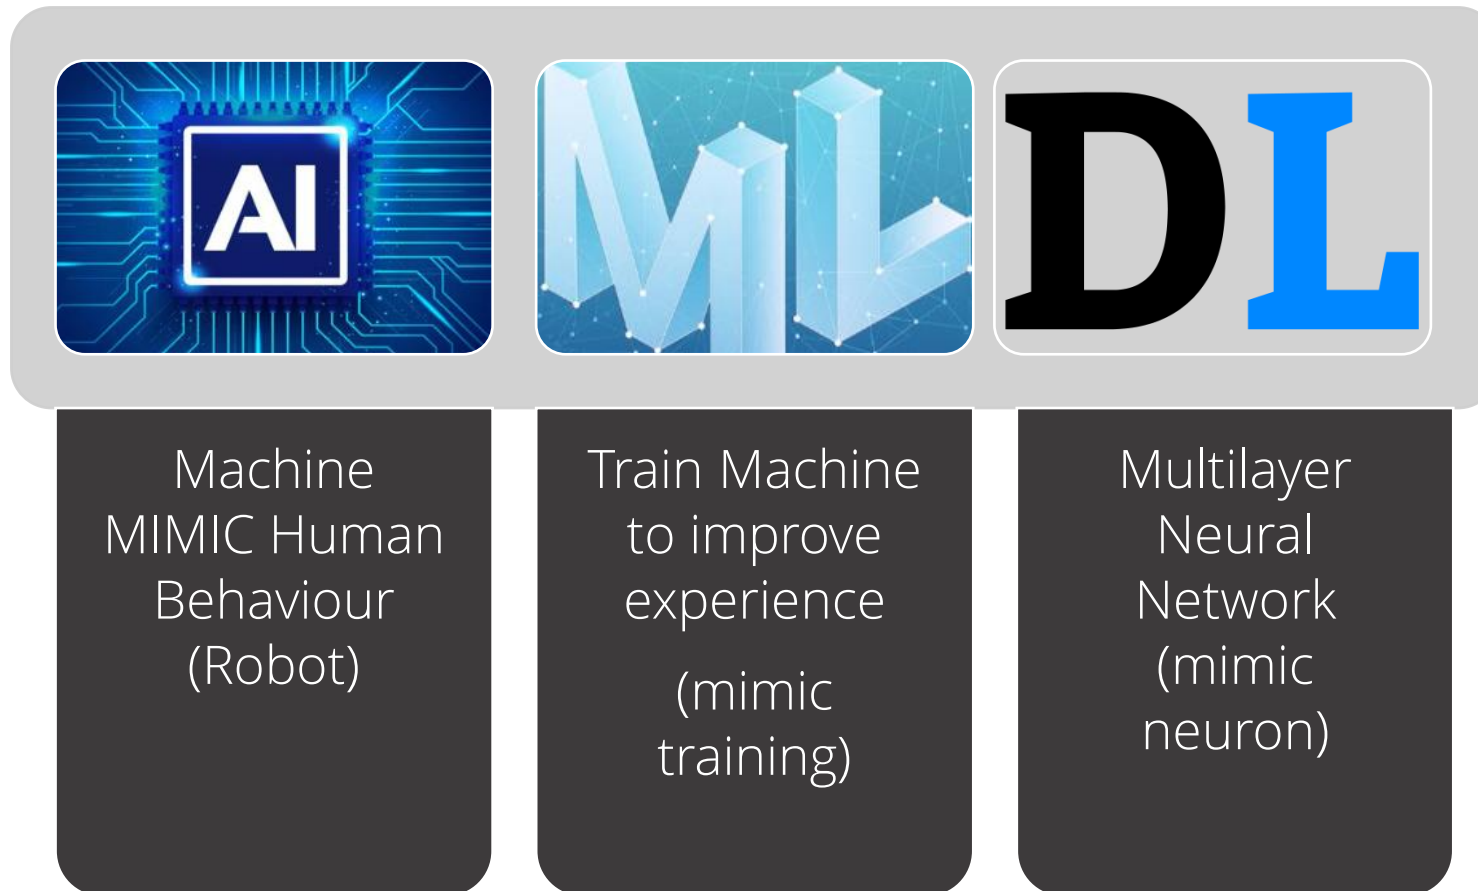 AI
ML
DL
Machine
MIMIC Human
Behaviour
(Robot)
Train Machine
to improve
experience
(mimic
training)
Multilayer
Neural
Network
(mimic
neuron)